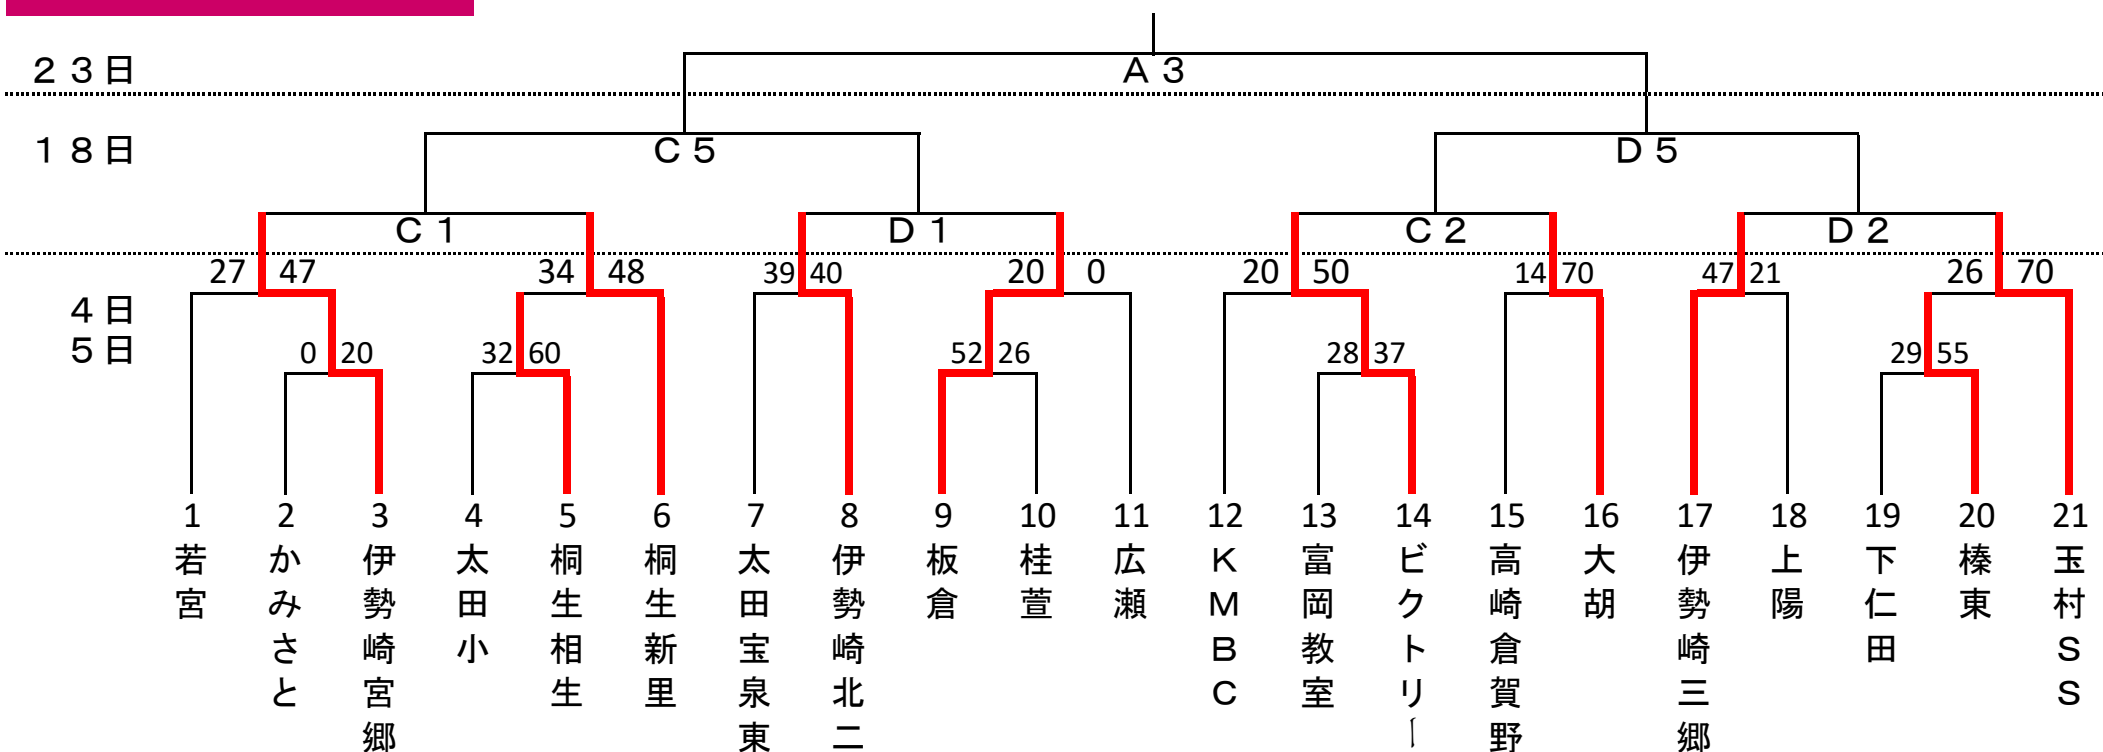 ２３日
Ａ３
１８日
Ｃ５
Ｄ５
Ｃ１
Ｄ１
Ｃ２
Ｄ２
27 47 34 48 39 40 20 0 20 50 14 70 47 21 26 70
４日
５日
0 20 32 60 52 26 28 37 29 55
1 2 3 4 5 6 7 8 9 10 11 12 13 14 15 16 17 18 19 20 21
若宮
かみさと
伊勢崎宮郷
太田小
桐生相生
桐生新里
太田宝泉東
伊勢崎北二
板倉
桂萱
広瀬
ＫＭＢＣ
富岡教室
ビクトリー
高崎倉賀野
大胡
伊勢崎三郷
上陽
下仁田
榛東
玉村ＳＳ